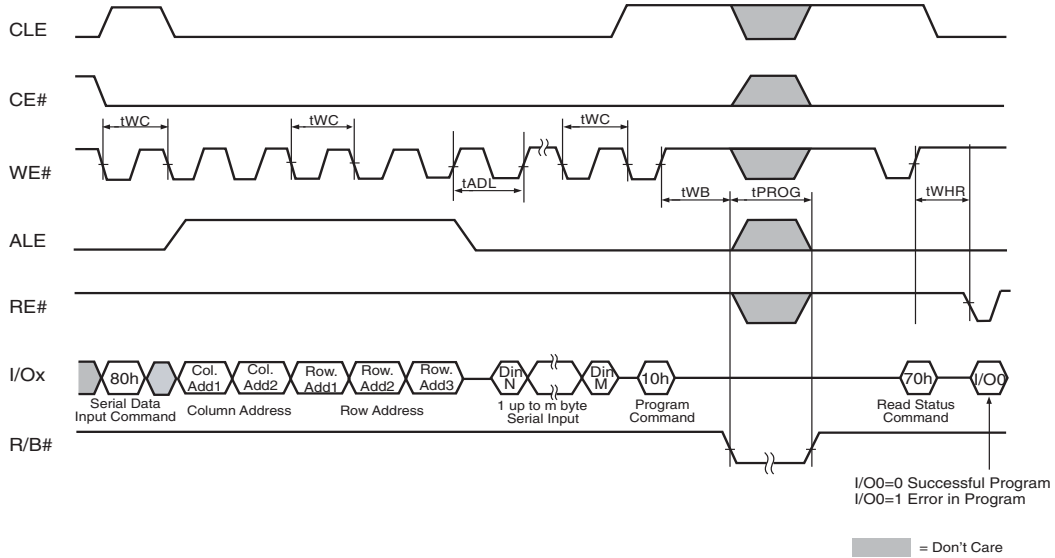 CLE
CE#
tWC
tWC
tWC
WE#
tADL
tWB
tPROG
tWHR
ALE
RE#
I/Ox
80h
Col.
Add1
Col.
Add2
Row.
Add1
Row.
Add2
Row.
Add3
Din
N
Din
M
10h
70h
I/O0
Serial Data
Input Command
Column Address
Row Address
1 up to m byte
Serial Input
Program
Command
Read Status
Command
R/B#
I/O0=0 Successful Program
I/O0=1 Error in Program
= Don't Care